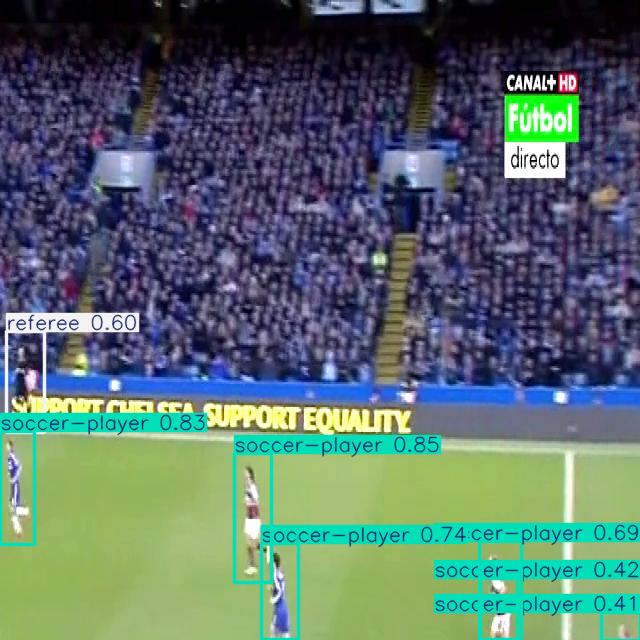 CANAL+ HD
Fútbol
directo
referee 0.60
SUPPORT CHELSEA. SUPPORT EQUALITY.
soccer-player 0.83
soccer-player 0.85
soccer-player 0.74
cer-player 0.69
soccer-player 0.42
soccer-player 0.41